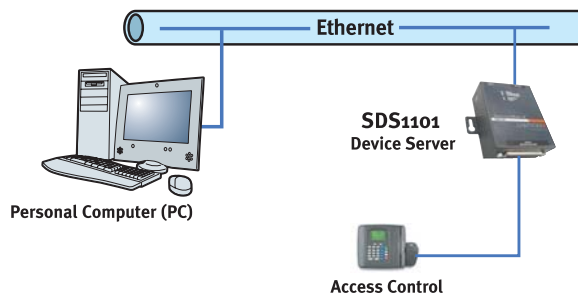 Ethernet
SDS1101
Device Server
Personal Computer (PC)
Access Control